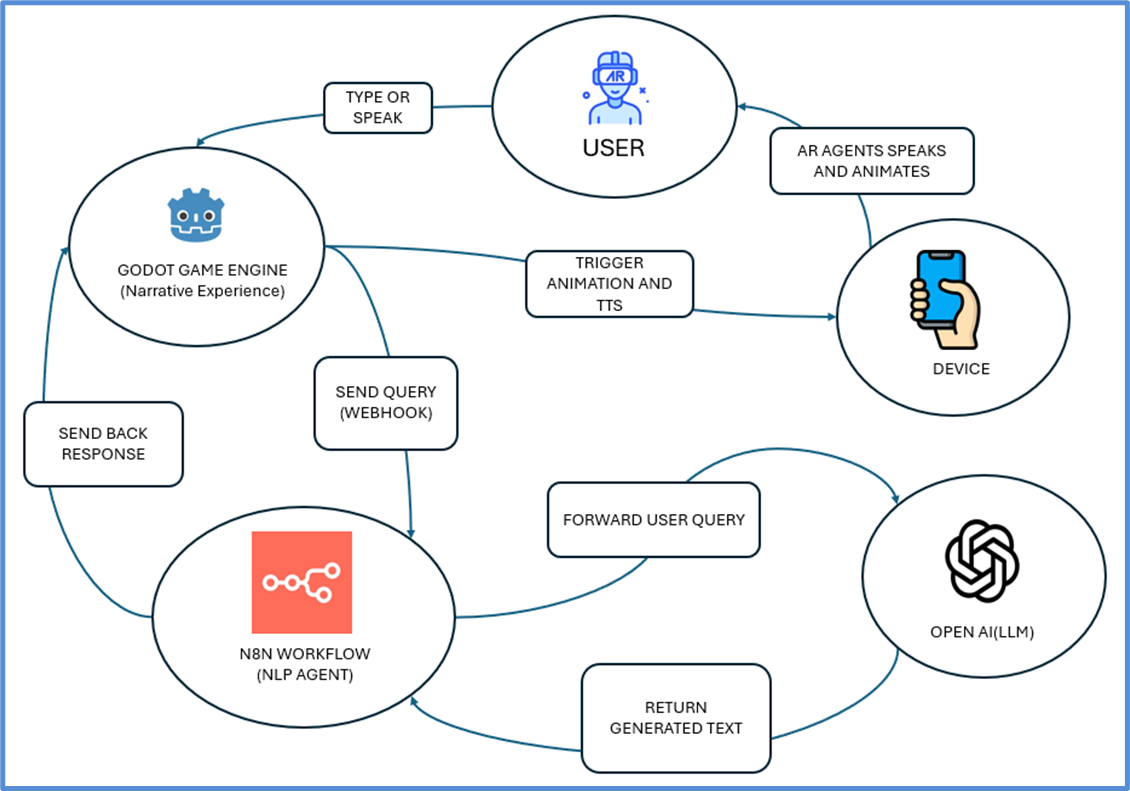 AR
USER
TYPE OR
SPEAK
AR AGENTS SPEAKS
AND ANIMATES
GODOT GAME ENGINE
(Narrative Experience)
TRIGGER
ANIMATION AND
TTS
DEVICE
SEND QUERY
(WEBHOOK)
SEND BACK
RESPONSE
FORWARD USER QUERY
OPEN AI(LLM)
N8N WORKFLOW
(NLP AGENT)
RETURN
GENERATED TEXT